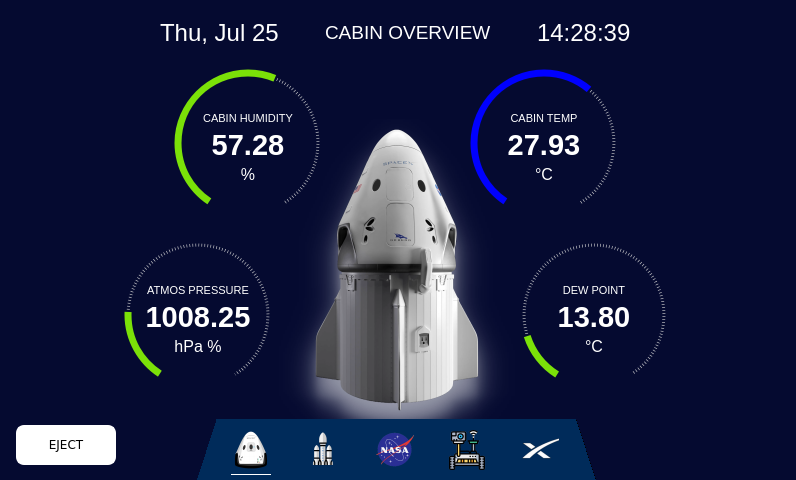 Thu, Jul 25
CABIN OVERVIEW
14:28:39
CABIN HUMIDITY
57.28
%
CABIN TEMP
27.93
°C
SPACEX
ATMOS PRESSURE
1008.25
hPa %
DEW POINT
13.80
°C
EJECT
NASA